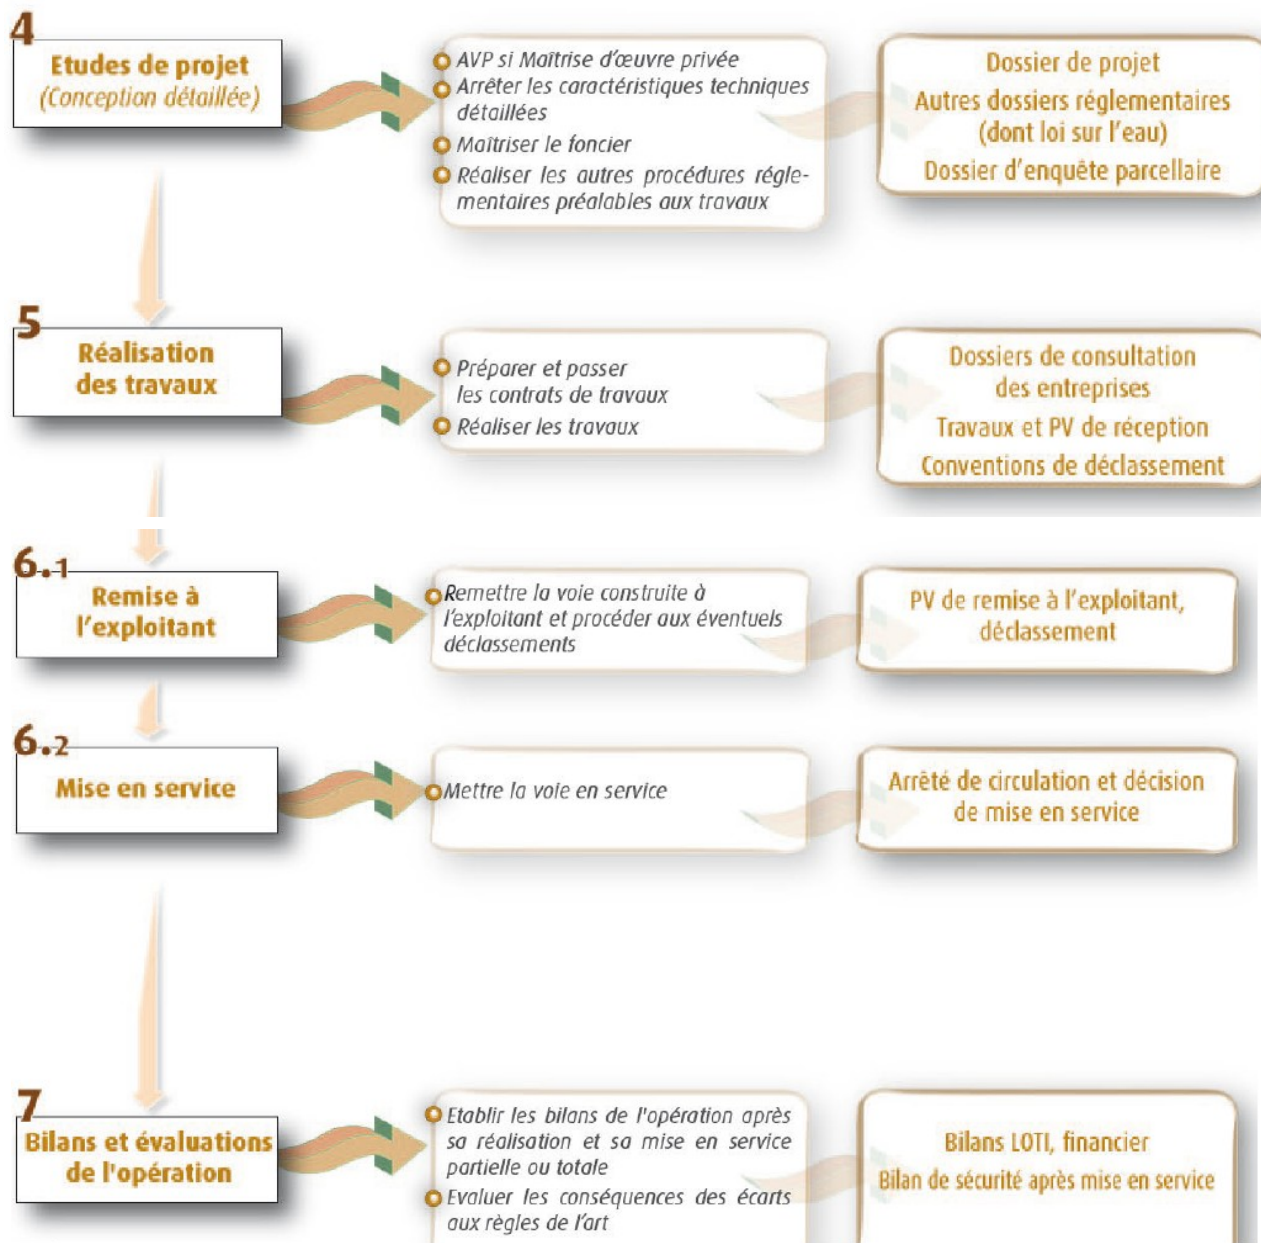 4
Etudes de projet
(Conception détaillée)
AVP si Maîtrise d'œuvre privée
Arrêter les caractéristiques techniques
détaillées
Maîtriser le foncier
Réaliser les autres procédures régle-
mentaires préalables aux travaux
Dossier de projet
Autres dossiers réglementaires
(dont loi sur l'eau)
Dossier d'enquête parcellaire
5
Réalisation
des travaux
Préparer et passer
les contrats de travaux
Réaliser les travaux
Dossiers de consultation
des entreprises
Travaux et PV de réception
Conventions de déclassement
6.1
Remise à
l'exploitant
Remettre la voie construite à
l'exploitant et procéder aux éventuels
déclassements
PV de remise à l'exploitant,
déclassement
6.2
Mise en service
Mettre la voie en service
Arrêté de circulation et décision
de mise en service
7
Bilans et évaluations
de l'opération
Etablir les bilans de l'opération après
sa réalisation et sa mise en service
partielle ou totale
Evaluer les conséquences des écarts
aux règles de l'art
Bilans LOTI, financier
Bilan de sécurité après mise en service